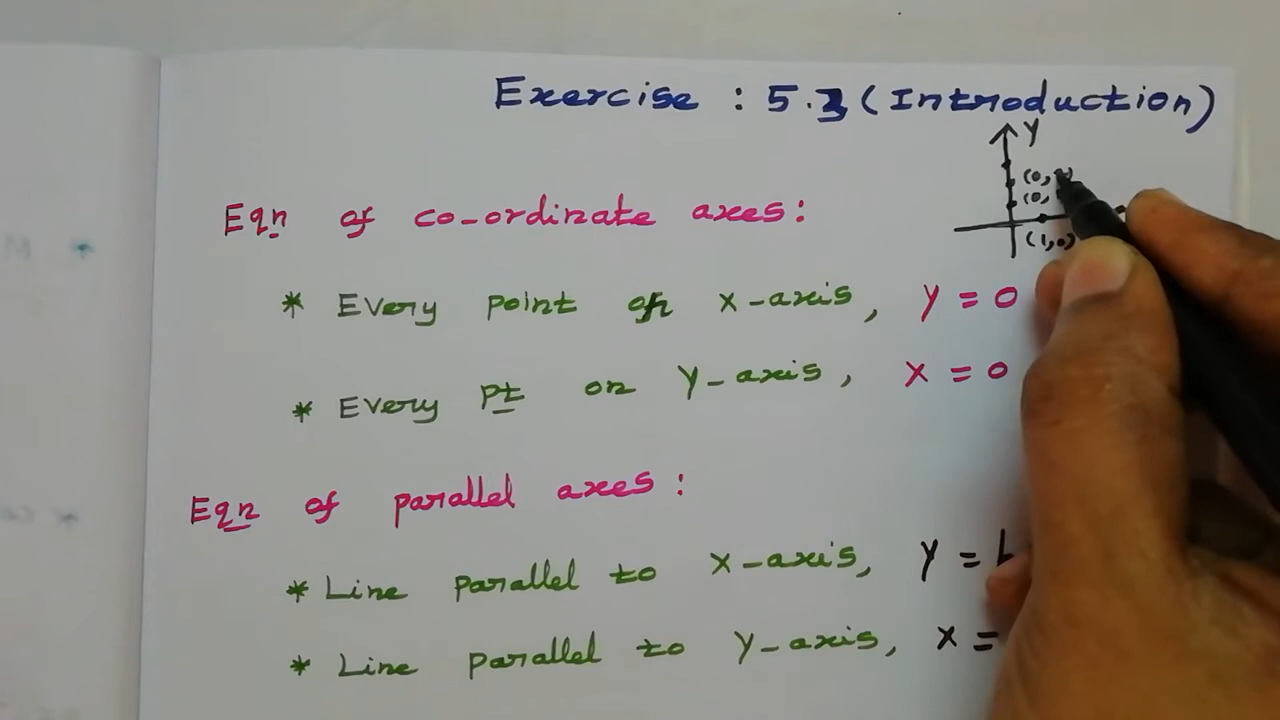 Exercise : 5.3 (Introduction)
Y
(0,
(0,
(1,0)
Eqn of co-ordinate axes:
* Every point on x-axis, y = 0
* Every pt on y-axis, x = 0
Eqn of parallel axes:
* Line parallel to x-axis, y =
* Line parallel to y-axis, x =